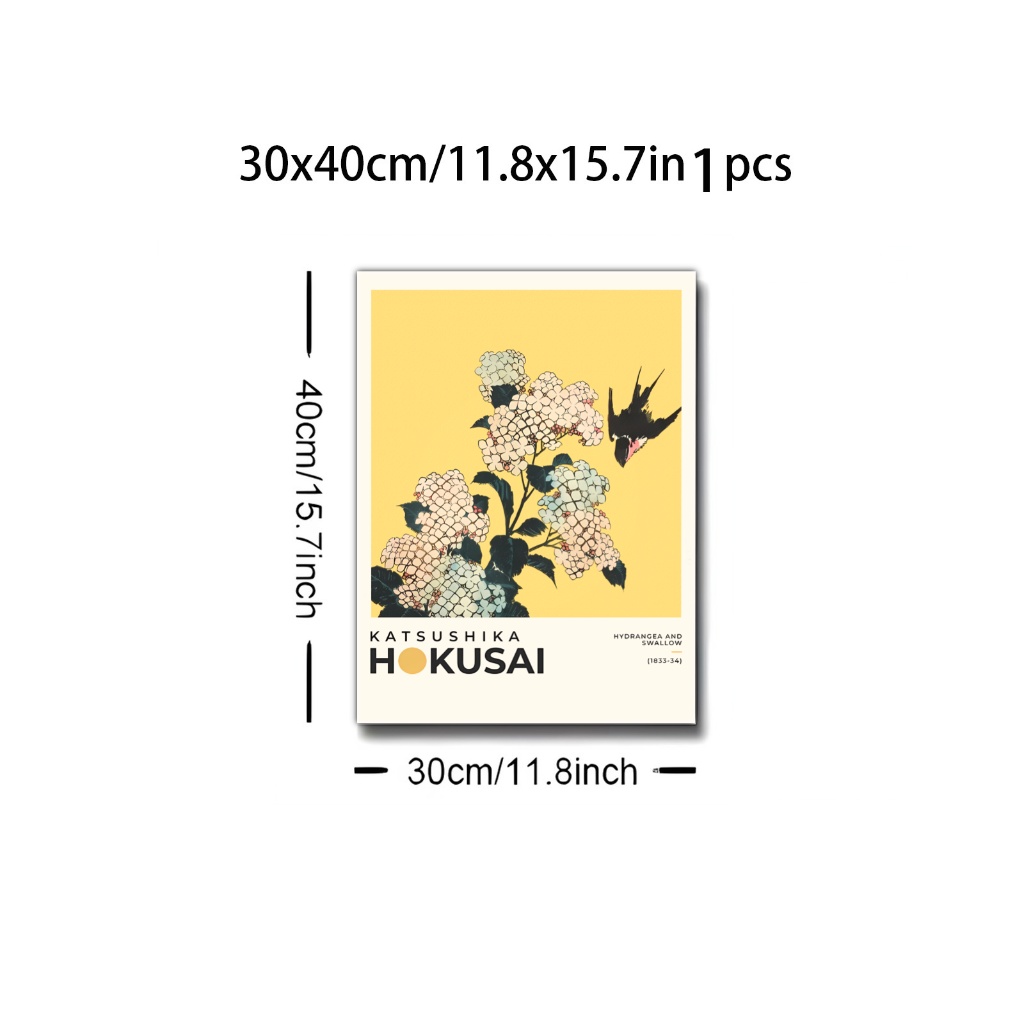 30x40cm/11.8x15.7in 1 pcs
40cm/15.7inch
KATSUSHIKA
HOKUSAI
HYDRANGEA AND
SWALLOW
(1833-34)
30cm/11.8inch